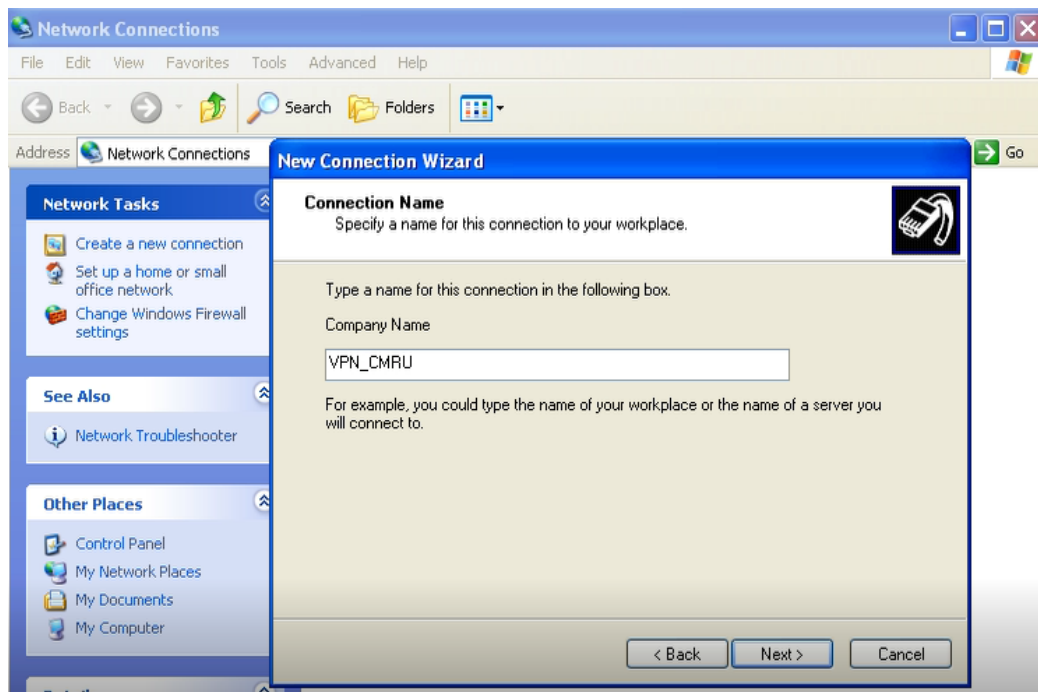 Network Connections
File Edit View Favorites Tools Advanced Help
Back Search Folders
Address Network Connections Go
Network Tasks
Create a new connection
Set up a home or small
office network
Change Windows Firewall
settings
See Also
Network Troubleshooter
Other Places
Control Panel
My Network Places
My Documents
My Computer
New Connection Wizard
Connection Name
Specify a name for this connection to your workplace.
Type a name for this connection in the following box.
Company Name
VPN_CMRU
For example, you could type the name of your workplace or the name of a server you
will connect to.
< Back Next > Cancel